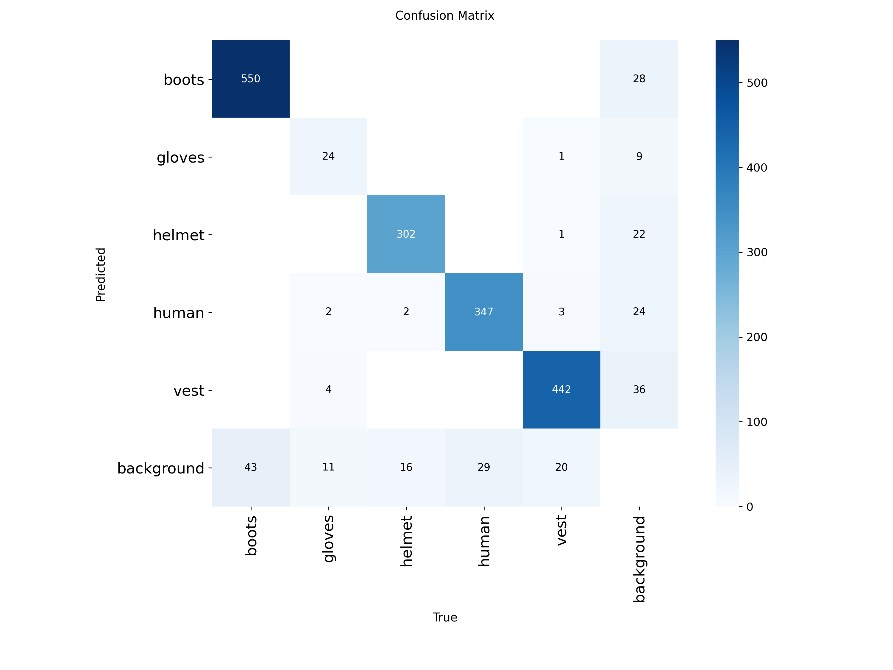 Confusion Matrix
boots 550 28
gloves 24 1 9
helmet 302 1 22
human 2 2 347 3 24
vest 4 442 36
background 43 11 16 29 20
boots gloves helmet human vest background
Predicted
True
500
400
300
200
100
0